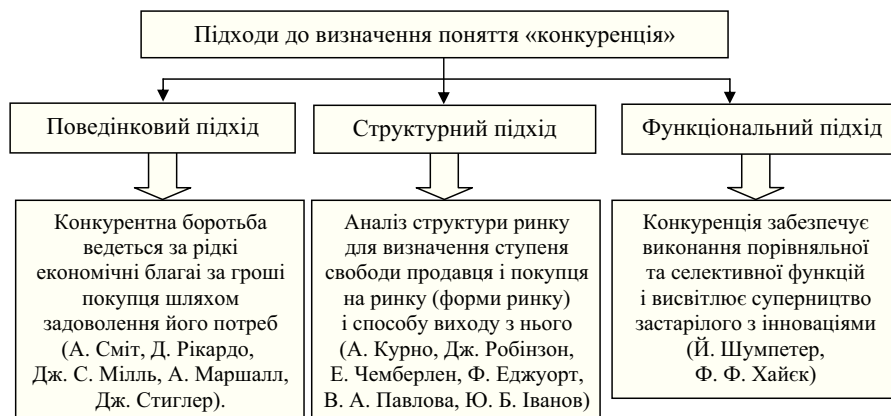 Підходи до визначення поняття «конкуренція»
Поведінковий підхід
Структурний підхід
Функціональний підхід
Конкурентна боротьба
ведеться за рідкі
економічні благаі за гроші
покупця шляхом
задоволення його потреб
(А. Сміт, Д. Рікардо,
Дж. С. Мілль, А. Маршалл,
Дж. Стиглер).
Аналіз структури ринку
для визначення ступеня
свободи продавця і покупця
на ринку (форми ринку)
і способу виходу з нього
(А. Курно, Дж. Робінзон,
Е. Чемберлен, Ф. Еджуорт,
В. А. Павлова, Ю. Б. Іванов)
Конкуренція забезпечує
виконання порівняльної
та селективної функцій
і висвітлює суперництво
застарілого з інноваціями
(Й. Шумпетер,
Ф. Ф. Хайєк)